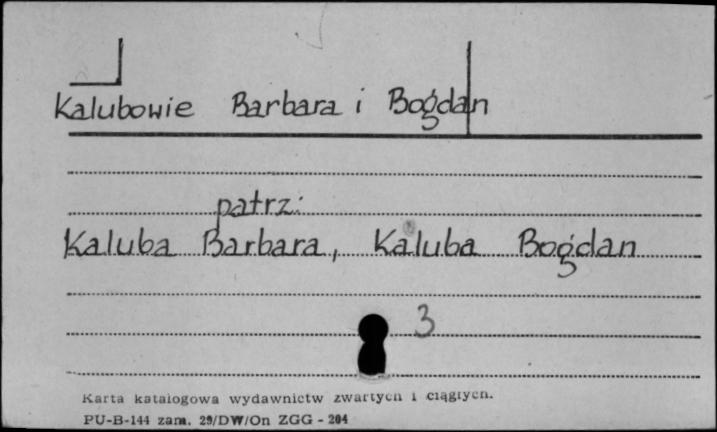 Kalubowie Barbara i Bogdan
patrz:
Kaluba Barbara, Kaluba Bogdan
3
Karta katalogowa wydawnictw zwartych i ciągłych.
PU-B-144 zam. 29/DW/On ZGG - 204